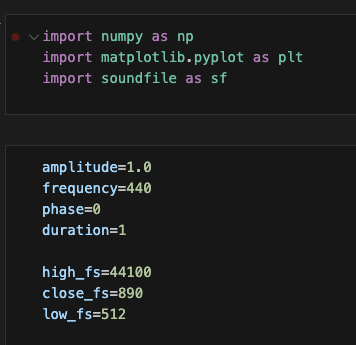 import numpy as np
import matplotlib.pyplot as plt
import soundfile as sf
amplitude=1.0
frequency=440
phase=0
duration=1
high_fs=44100
close_fs=890
low_fs=512